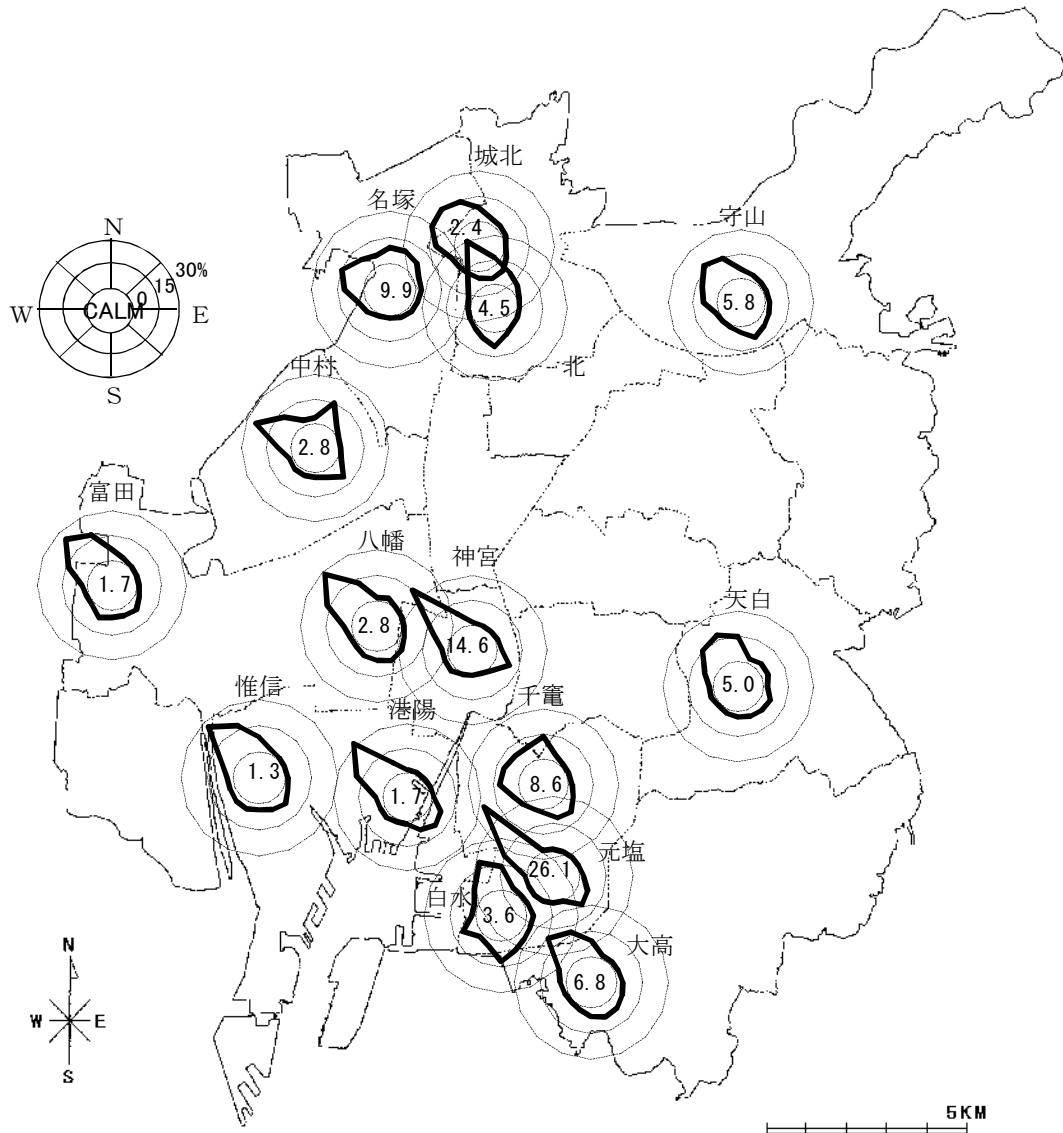 城北
名塚
2.4
守山
N
30%
15
0
W
CALM
E
S
9.9
4.5
5.8
北
中村
2.8
富田
1.7
八幡
神宮
2.8
14.6
天白
5.0
惟信
港陽
千竃
1.3
1.7
8.6
元塩
26.1
白水
3.6
大高
6.8
N
W
E
S
5KM